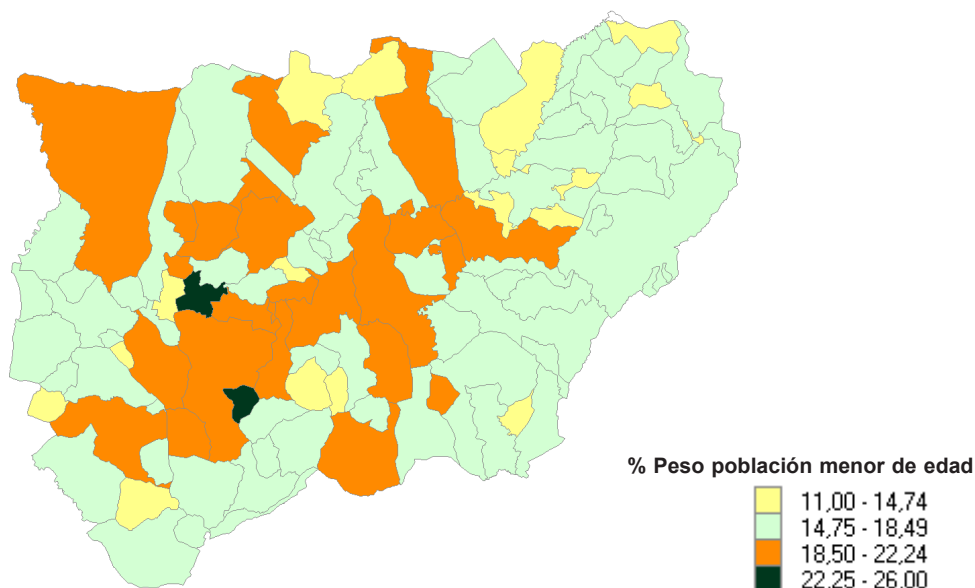 % Peso población menor de edad
11,00 - 14,74
14,75 - 18,49
18,50 - 22,24
22,25 - 26,00